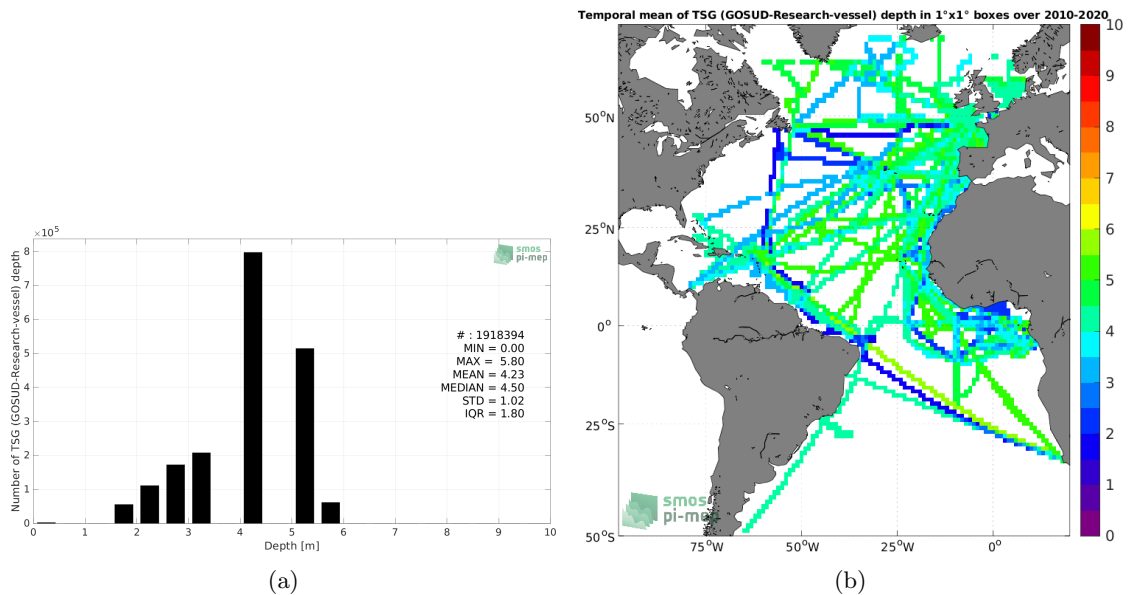 Temporal mean of TSG (GOSUD-Research-vessel) depth in 1°x1° boxes over 2010-2020
×10⁵
Number of TSG (GOSUD-Research-vessel) depth
8
7
6
5
4
3
2
1
0
smos
pi-mep
# : 1918394
MIN = 0.00
MAX = 5.80
MEAN = 4.23
MEDIAN = 4.50
STD = 1.02
IQR = 1.80
0 1 2 3 4 5 6 7 8 9 10
Depth [m]
50°N
25°N
0°
25°S
50°S
75°W 50°W 25°W 0°
smos
pi-mep
10
9
8
7
6
5
4
3
2
1
0
(a) (b)